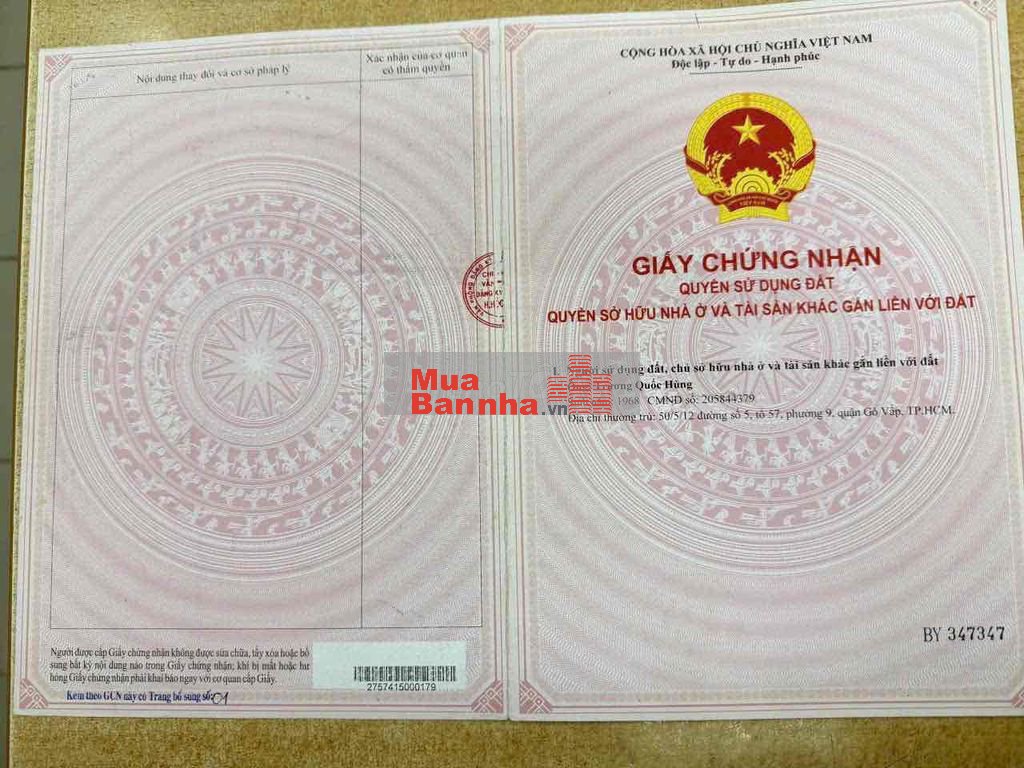 Nội dung thay đổi và cơ sở pháp lý
Xác nhận của cơ quan
có thẩm quyền
Người được cấp Giấy chứng nhận không được sửa chữa, tẩy xóa hoặc bổ
sung bất kỳ nội dung nào trong Giấy chứng nhận; khi bị mất hoặc hư
hỏng Giấy chứng nhận phải khai báo ngay với cơ quan cấp Giấy.
2757415000179
Kèm theo GCN này có Trang bổ sung số: 01
CỘNG HÒA XÃ HỘI CHỦ NGHĨA VIỆT NAM
Độc lập - Tự do - Hạnh phúc
VIỆT NAM
GIẤY CHỨNG NHẬN
QUYỀN SỬ DỤNG ĐẤT
QUYỀN SỞ HỮU NHÀ Ở VÀ TÀI SẢN KHÁC GẮN LIỀN VỚI ĐẤT
I. Người sử dụng đất, chủ sở hữu nhà ở và tài sản khác gắn liền với đất
Quốc Hùng
1968 CMND số: 205844379
Địa chỉ thường trú: 50/5/12 đường số 5, tổ 57, phường 9, quận Gò Vấp, TP.HCM.
Mua
Bannha.vn
BY 347347